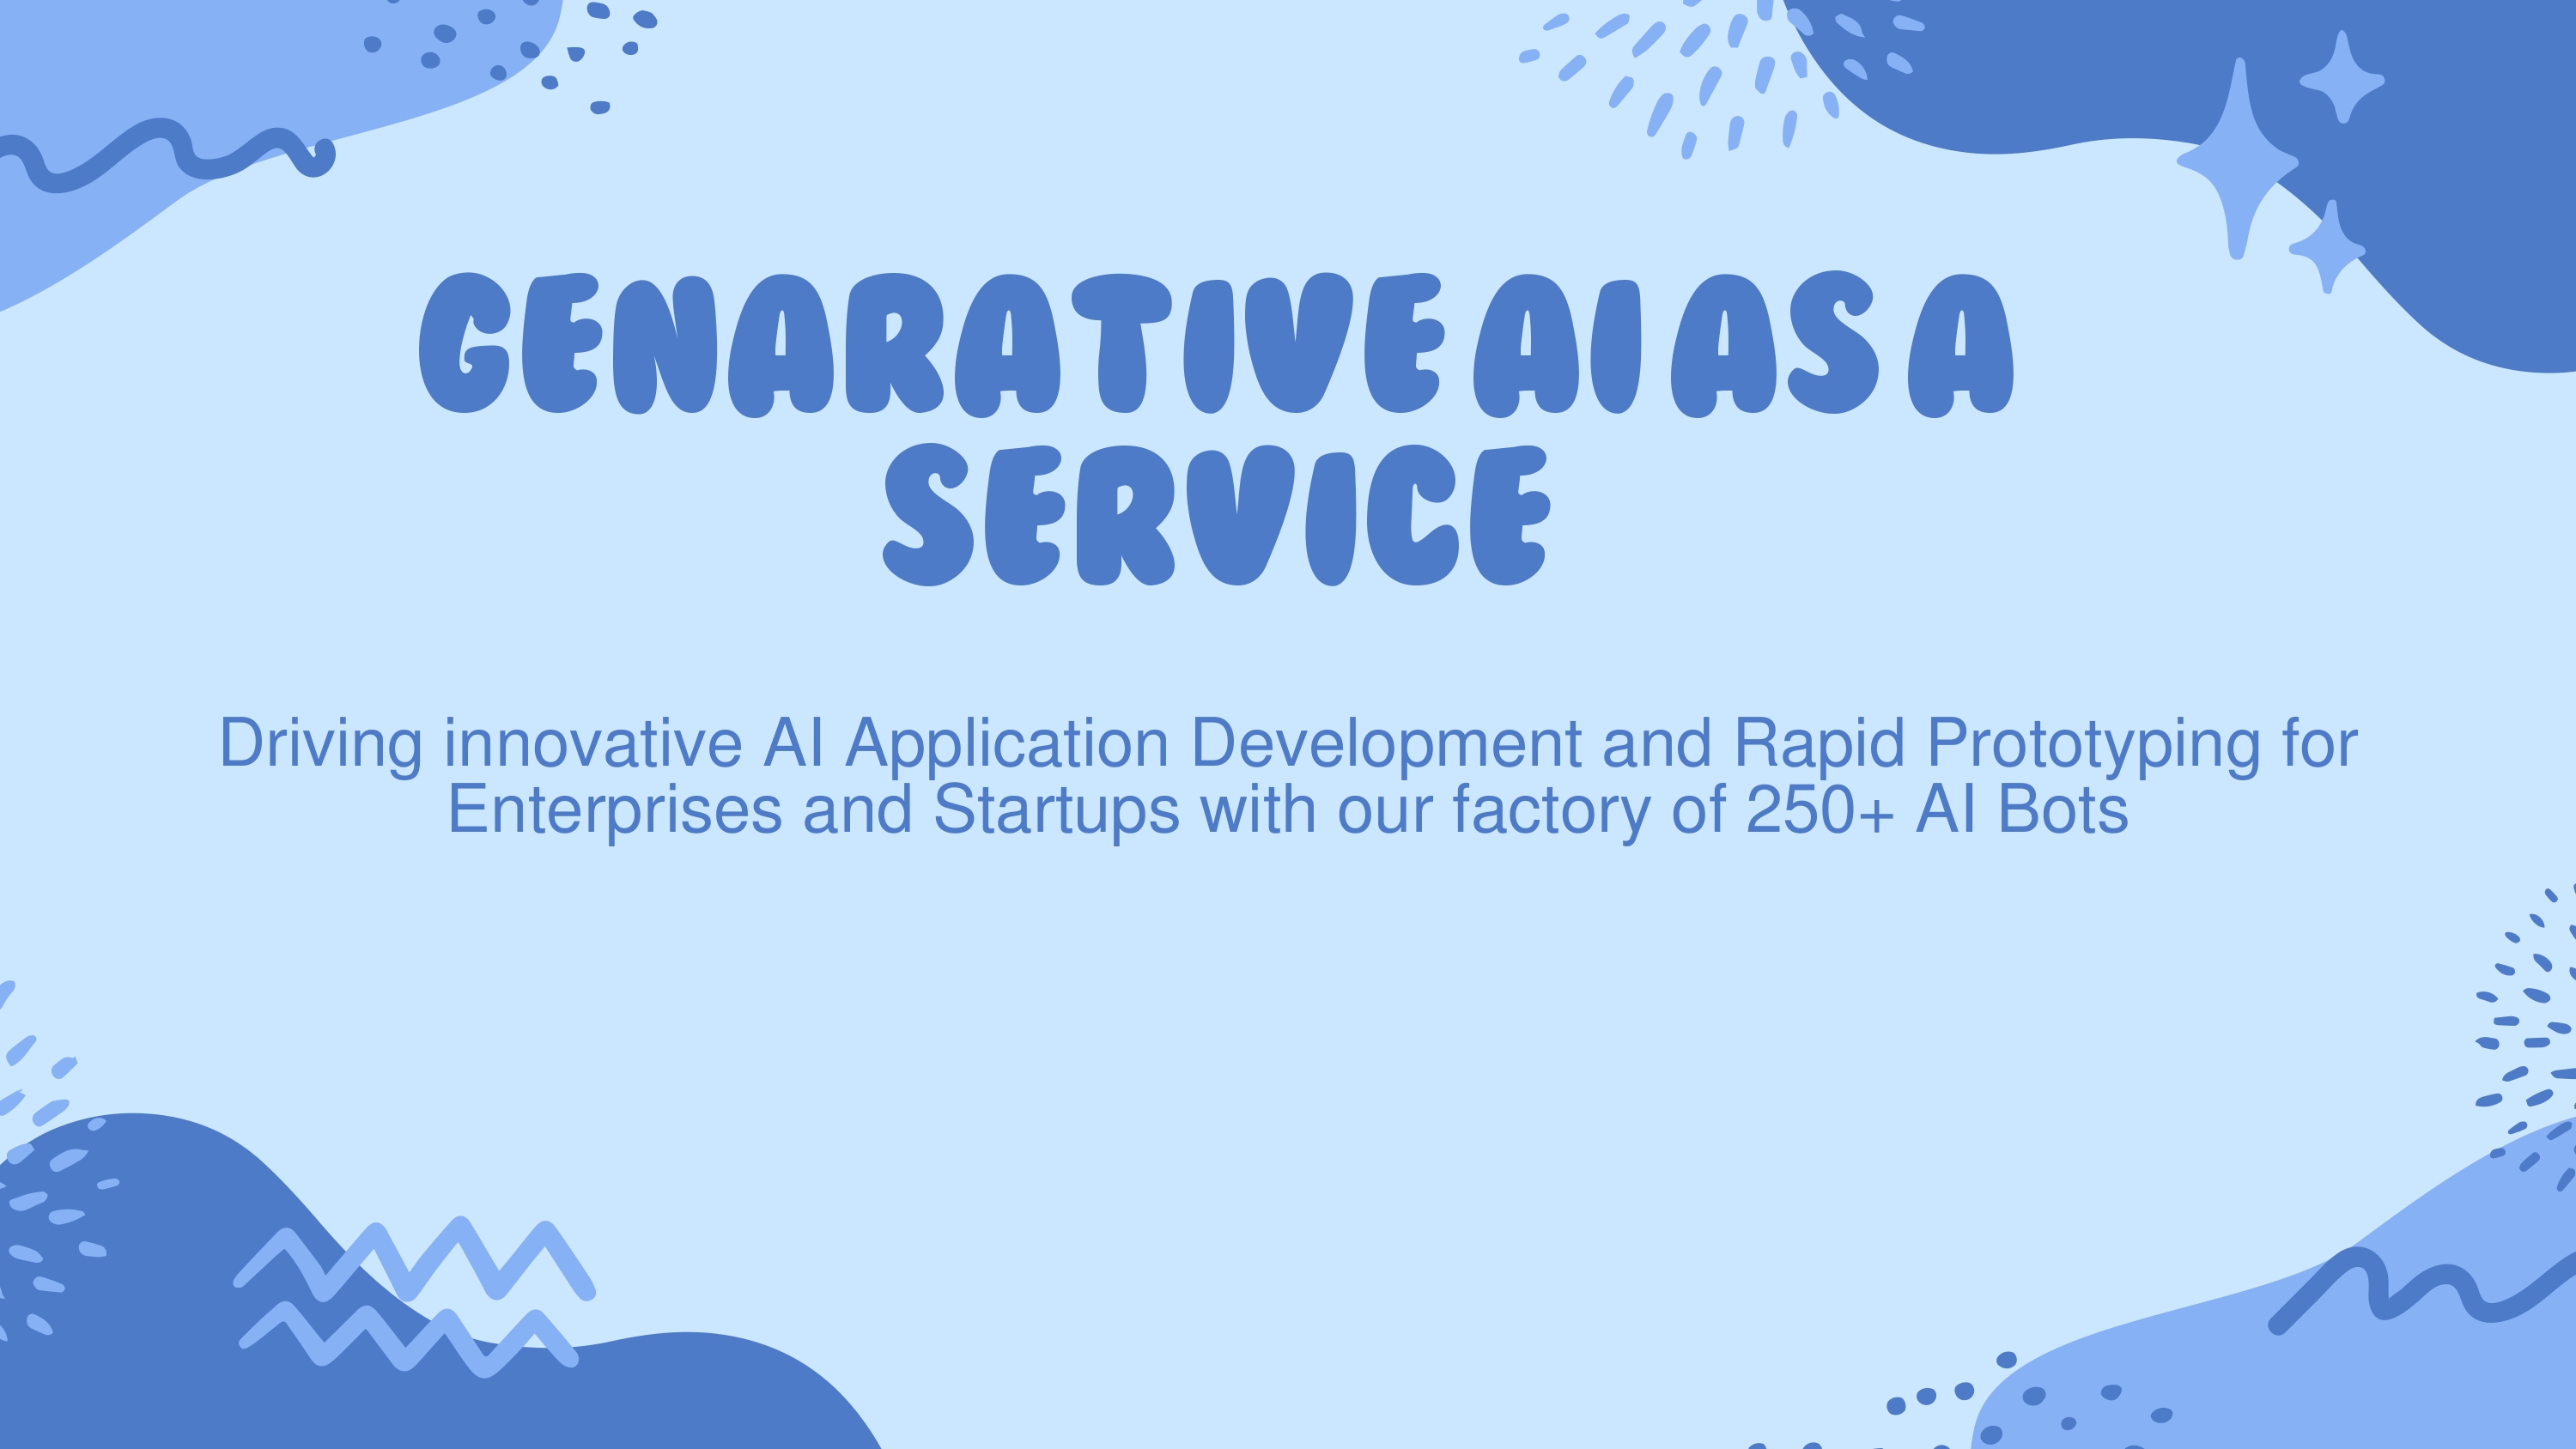 GENARATIVE AI AS A
SERVICE
Driving innovative AI Application Development and Rapid Prototyping for
Enterprises and Startups with our factory of 250+ AI Bots